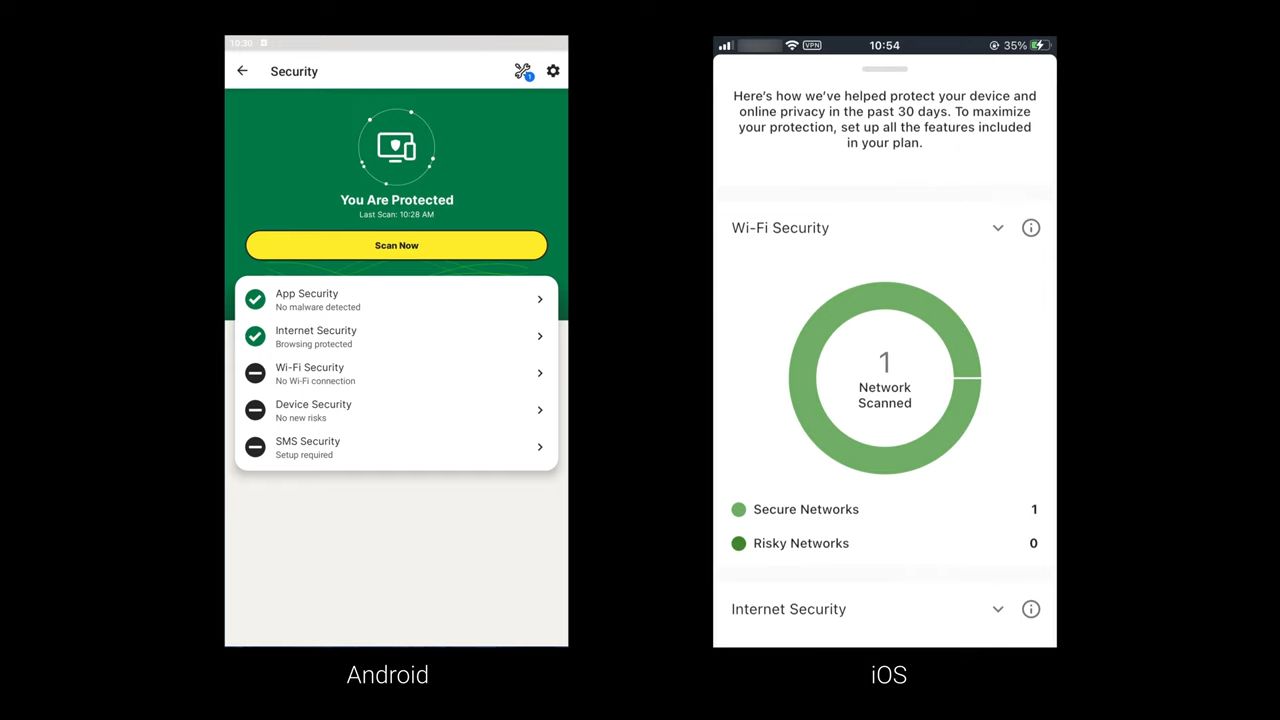 10:30
Security
1
You Are Protected
Last Scan: 10:28 AM
Scan Now
App Security
No malware detected
Internet Security
Browsing protected
Wi-Fi Security
No Wi-Fi connection
Device Security
No new risks
SMS Security
Setup required
Android
VPN
10:54
35%
Here's how we've helped protect your device and
online privacy in the past 30 days. To maximize
your protection, set up all the features included
in your plan.
Wi-Fi Security
1
Network
Scanned
Secure Networks 1
Risky Networks 0
Internet Security
iOS